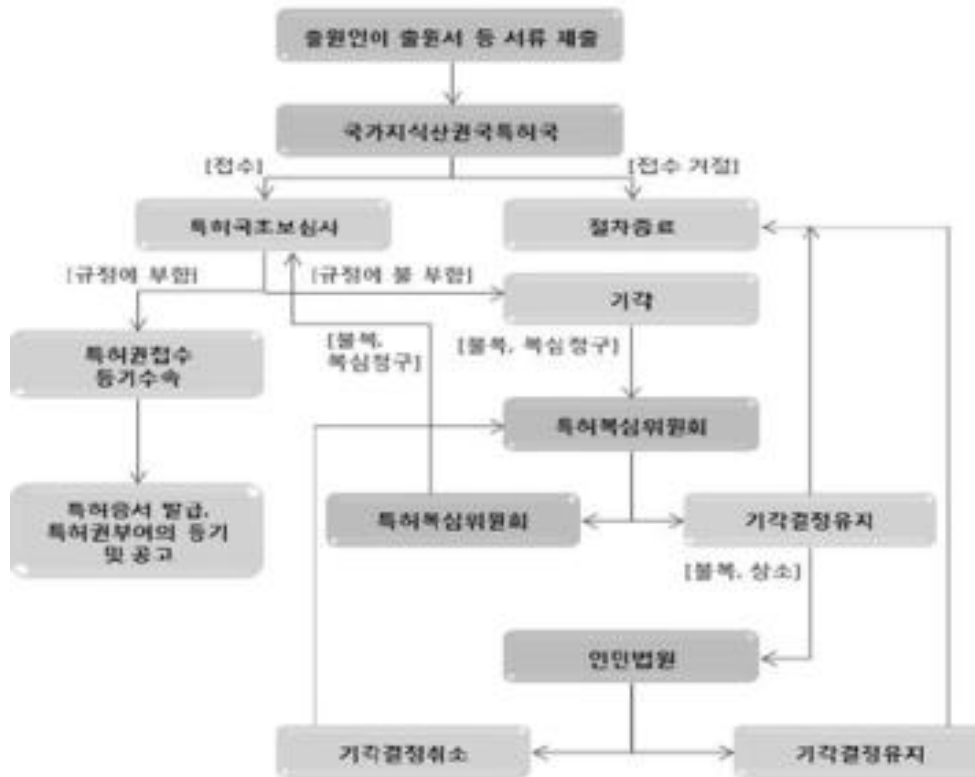 출원인이 출원서 등 서류 제출
국가지식산권국특허국
[접수]
[접수 거절]
특허국초보심사
절차종료
[규정에 부합]
[규정에 불 부합]
기각
[불복,
복심청구]
[불복, 복심청구]
특허권접수
등기수속
특허복심위원회
특허증서 발급,
특허권부여의 등기
및 공고
특허복심위원회
기각결정유지
[불복, 상소]
인민법원
기각결정취소
기각결정유지